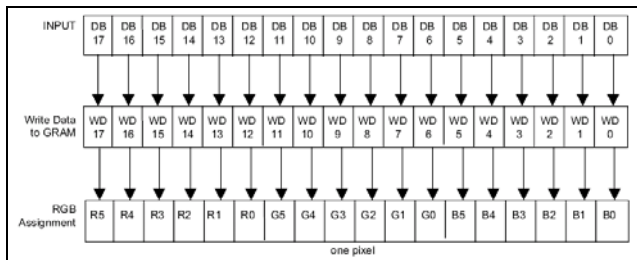 INPUT DB DB DB DB DB DB DB DB DB DB DB DB DB DB DB DB DB DB
17 16 15 14 13 12 11 10 9 8 7 6 5 4 3 2 1 0
Write Data WD WD WD WD WD WD WD WD WD WD WD WD WD WD WD WD WD WD
to GRAM 17 16 15 14 13 12 11 10 9 8 7 6 5 4 3 2 1 0
RGB
Assignment R5 R4 R3 R2 R1 R0 G5 G4 G3 G2 G1 G0 B5 B4 B3 B2 B1 B0
one pixel